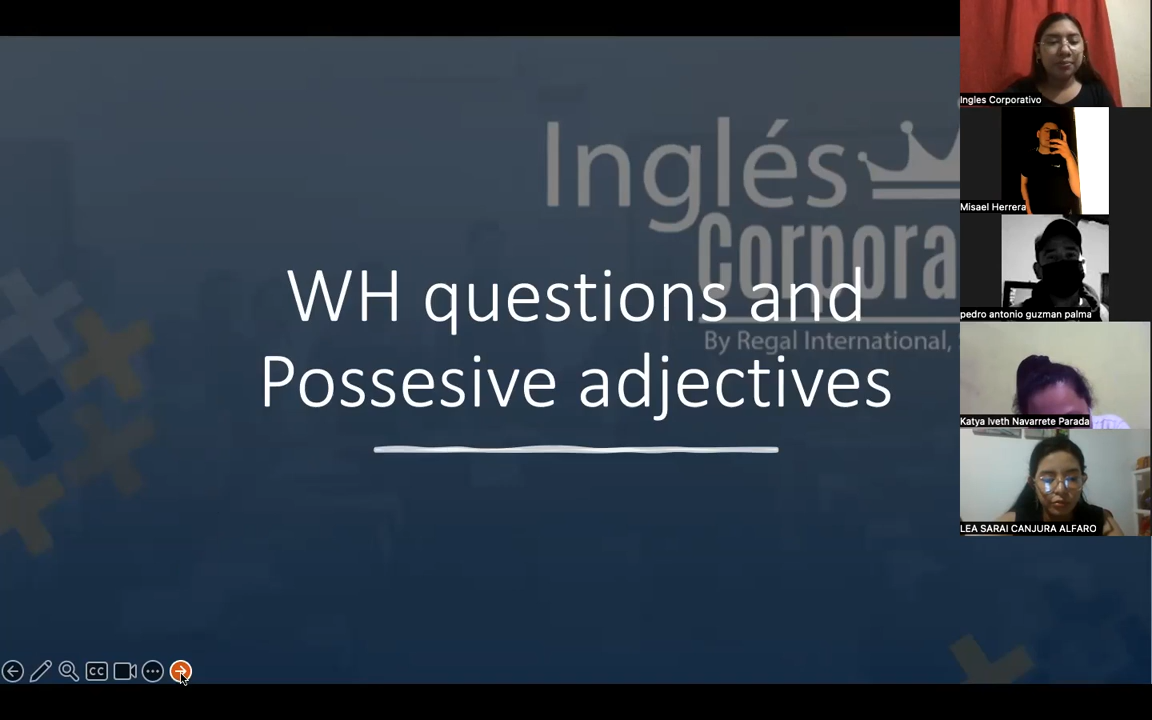 Inglés
Corpora
By Regal International, S
WH questions and
Possesive adjectives
CC
Ingles Corporativo
Misael Herrera
pedro antonio guzman palma
Katya Iveth Navarrete Parada
LEA SARAI CANJURA ALFARO